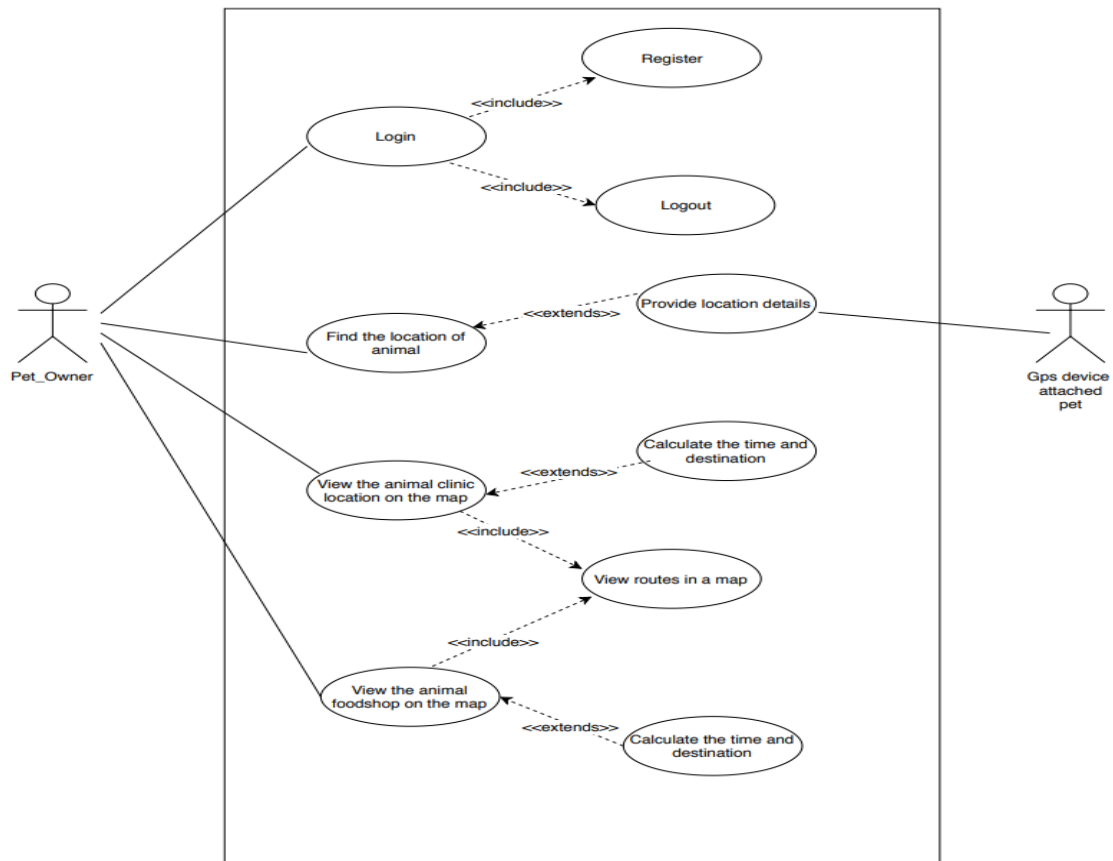 Register
<<include>>
Login
<<include>>
Logout
Provide location details
<<extends>>
Find the location of
animal
Pet_Owner
Gps device
attached
pet
Calculate the time and
destination
<<extends>>
View the animal clinic
location on the map
<<include>>
View routes in a map
<<include>>
View the animal
foodshop on the map
<<extends>>
Calculate the time and
destination